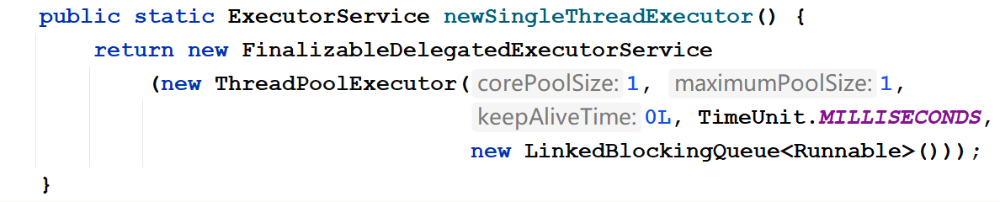 public static ExecutorService newSingleThreadExecutor() {
return new FinalizableDelegatedExecutorService
(new ThreadPoolExecutor( corePoolSize: 1, maximumPoolSize: 1,
keepAliveTime: 0L, TimeUnit.MILLISECONDS,
new LinkedBlockingQueue<Runnable>()));
}